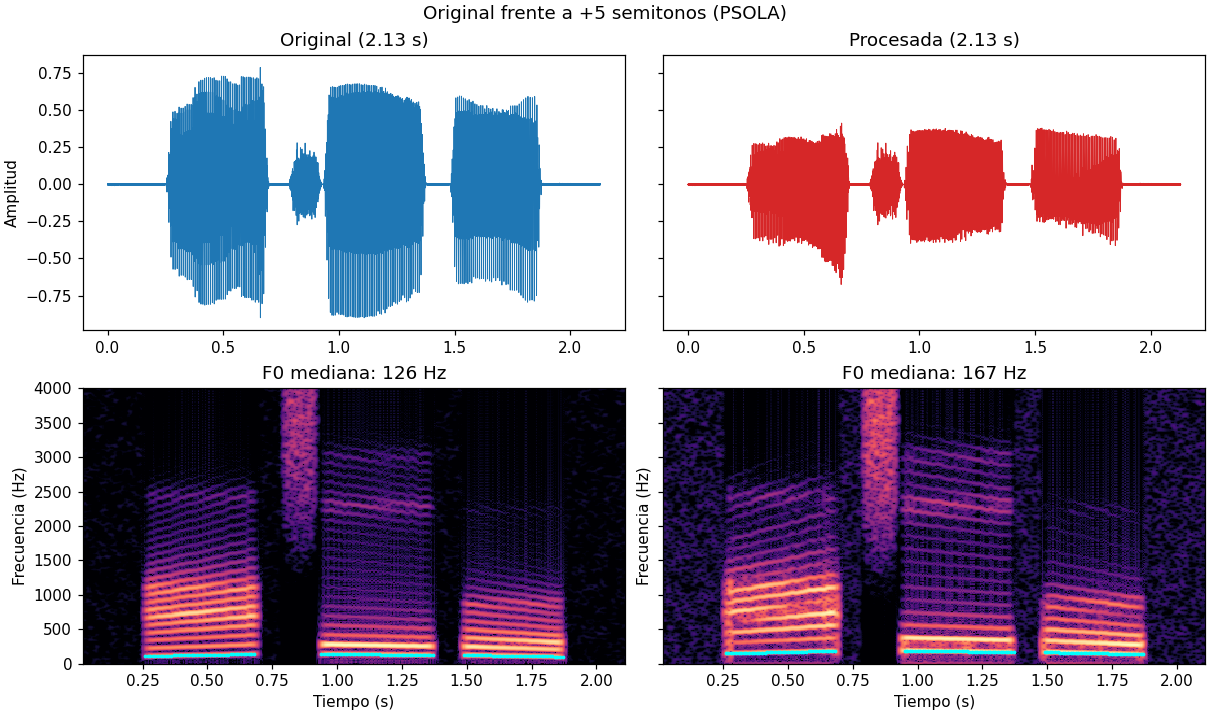 Original frente a +5 semitonos (PSOLA)
Original (2.13 s)
Procesada (2.13 s)
Amplitud
0.75
0.50
0.25
0.00
−0.25
−0.50
−0.75
0.0 0.5 1.0 1.5 2.0
0.0 0.5 1.0 1.5 2.0
F0 mediana: 126 Hz
F0 mediana: 167 Hz
Frecuencia (Hz)
4000
3500
3000
2500
2000
1500
1000
500
0
Frecuencia (Hz)
0.25 0.50 0.75 1.00 1.25 1.50 1.75 2.00
0.25 0.50 0.75 1.00 1.25 1.50 1.75 2.00
Tiempo (s)
Tiempo (s)